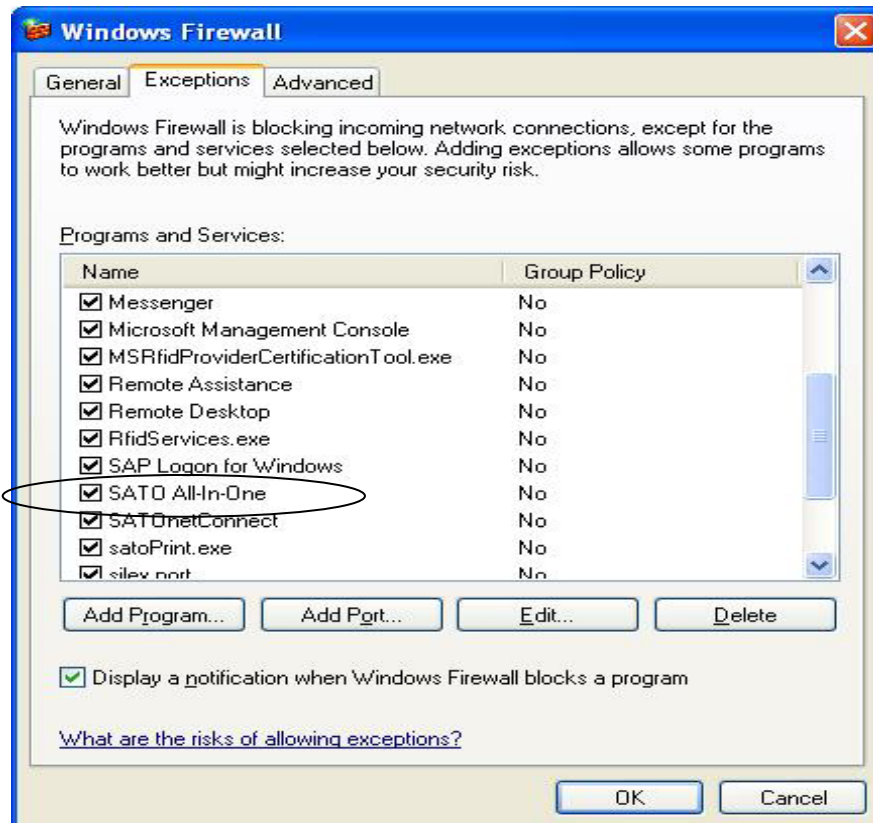 Windows Firewall
General Exceptions Advanced
Windows Firewall is blocking incoming network connections, except for the
programs and services selected below. Adding exceptions allows some programs
to work better but might increase your security risk.
Programs and Services:
Name Group Policy
Messenger No
Microsoft Management Console No
MSRfidProviderCertificationTool.exe No
Remote Assistance No
Remote Desktop No
RfidServices.exe No
SAP Logon for Windows No
SATO All-In-One No
SATOnetConnect No
satoPrint.exe No
silex port No
Add Program... Add Port... Edit... Delete
Display a notification when Windows Firewall blocks a program
What are the risks of allowing exceptions?
OK Cancel